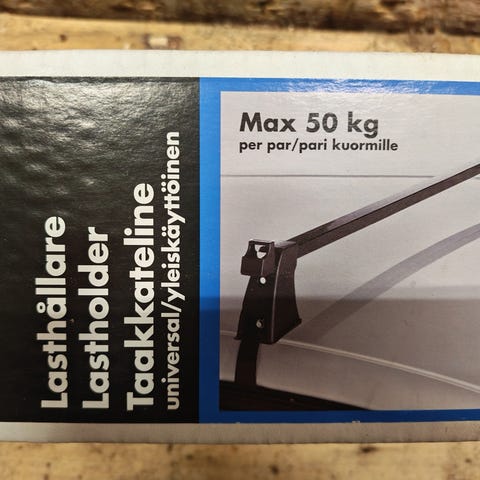 Lasthållare
Lastholder
Taakkateline
universal/yleiskäyttöinen
Max 50 kg
per par/pari kuormille